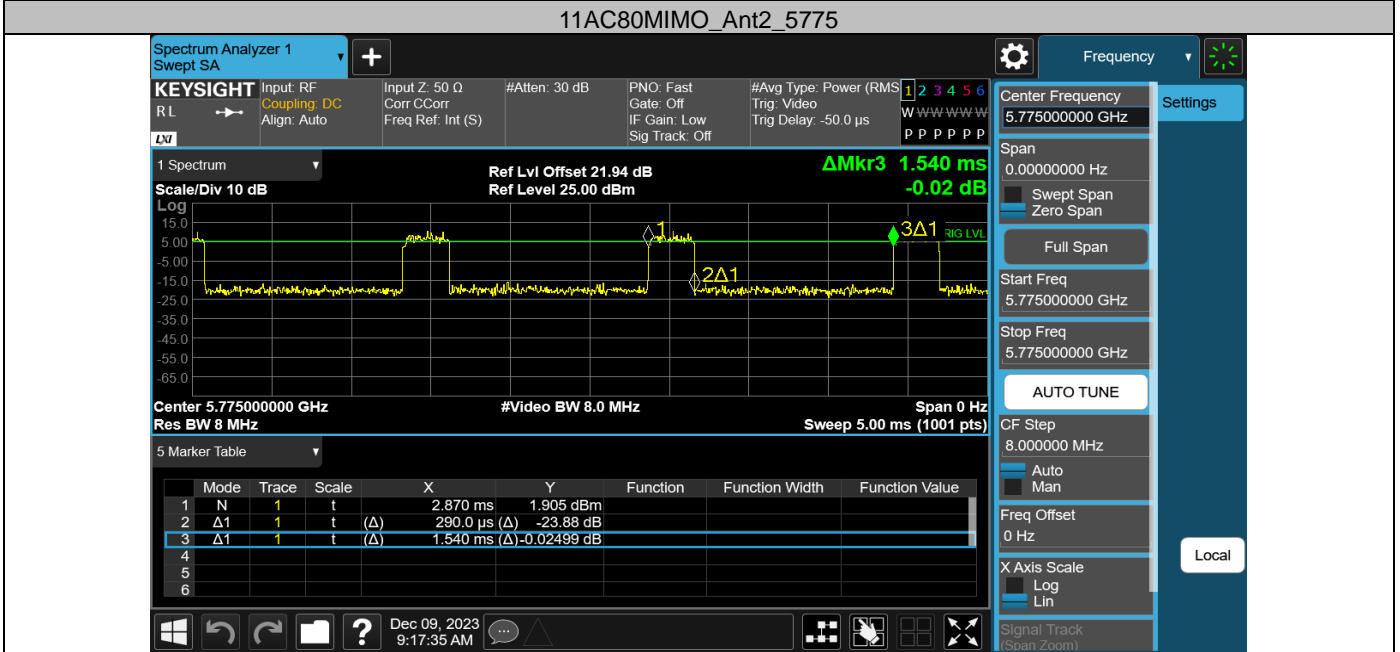 11AC80MIMO_Ant2_5775
Spectrum Analyzer 1
Swept SA
+
Frequency
KEYSIGHT
RL
LXI
Input: RF
Coupling: DC
Align: Auto
Input Z: 50 Ω
Corr CCorr
Freq Ref: Int (S)
#Atten: 30 dB
PNO: Fast
Gate: Off
IF Gain: Low
Sig Track: Off
#Avg Type: Power (RMS
Trig: Video
Trig Delay: -50.0 µs
1 2 3 4 5 6
W W W W W W
P P P P P P
1 Spectrum
Scale/Div 10 dB
Ref Lvl Offset 21.94 dB
Ref Level 25.00 dBm
ΔMkr3 1.540 ms
-0.02 dB
Log
15.0
5.00
-5.00
-15.0
-25.0
-35.0
-45.0
-55.0
-65.0
1
2Δ1
3Δ1
RIG LVL
Center 5.775000000 GHz
#Video BW 8.0 MHz
Span 0 Hz
Res BW 8 MHz
Sweep 5.00 ms (1001 pts)
5 Marker Table
Mode Trace Scale X Y Function Function Width Function Value
1 N 1 t 2.870 ms 1.905 dBm
2 Δ1 1 t (Δ) 290.0 µs (Δ) -23.88 dB
3 Δ1 1 t (Δ) 1.540 ms (Δ) -0.02499 dB
4
5
6
?
Dec 09, 2023
9:17:35 AM
Center Frequency
5.775000000 GHz
Span
0.00000000 Hz
Swept Span
Zero Span
Full Span
Start Freq
5.775000000 GHz
Stop Freq
5.775000000 GHz
AUTO TUNE
CF Step
8.000000 MHz
Auto
Man
Freq Offset
0 Hz
X Axis Scale
Log
Lin
Signal Track
(Span Zoom)
Settings
Local